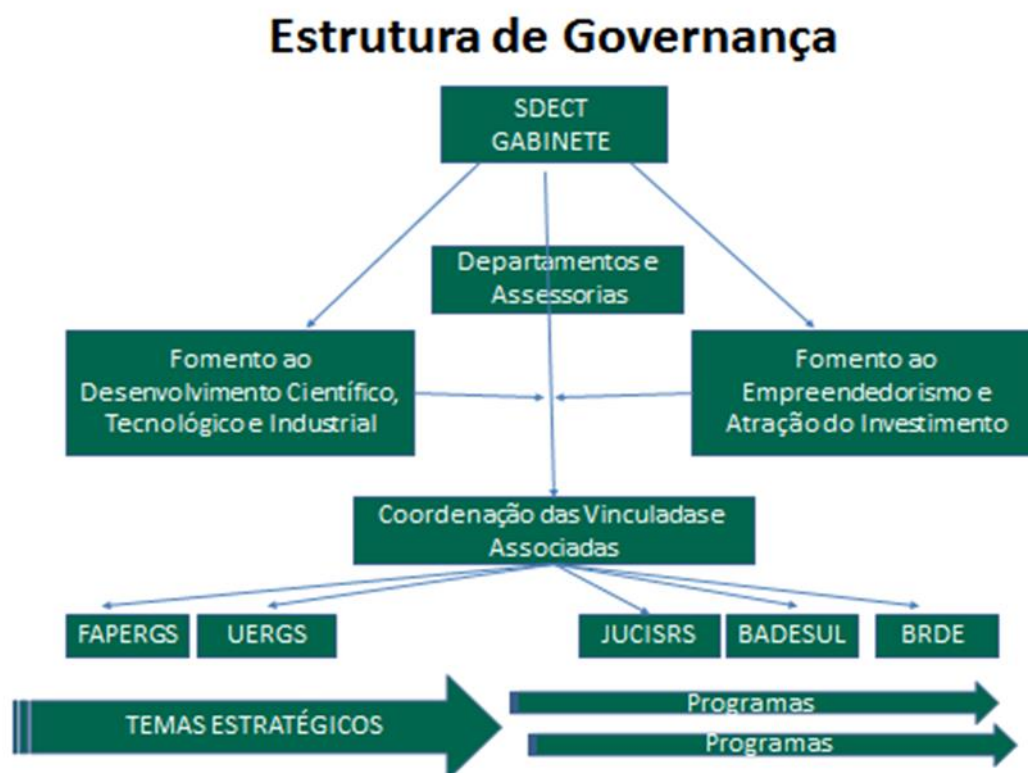 Estrutura de Governança
SDECT
GABINETE
Departamentos e
Assessorias
Fomento ao
Desenvolvimento Científico,
Tecnológico e Industrial
Fomento ao
Empreendedorismo e
Atração do Investimento
Coordenação das Vinculadas e
Associadas
FAPERGS
UERGS
JUCISRS
BADESUL
BRDE
TEMAS ESTRATÉGICOS
Programas
Programas